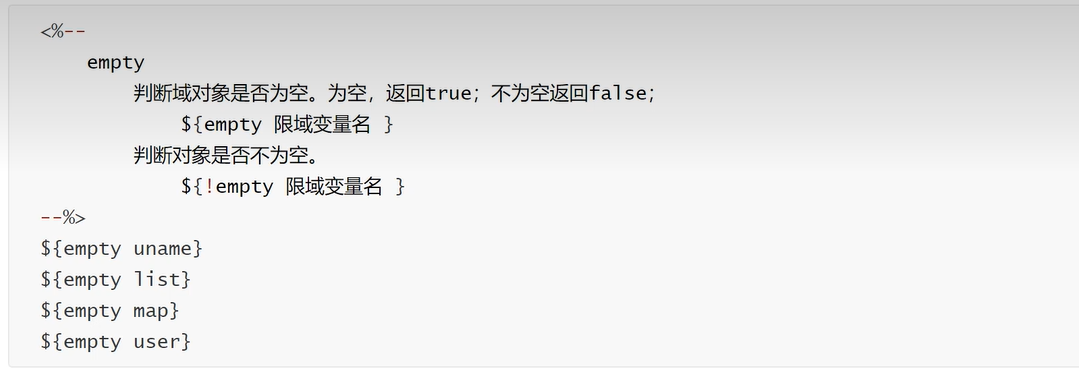 <%--
empty
判断域对象是否为空。为空，返回true；不为空返回false；
${empty 限域变量名 }
判断对象是否不为空。
${!empty 限域变量名 }
--%>
${empty uname}
${empty list}
${empty map}
${empty user}